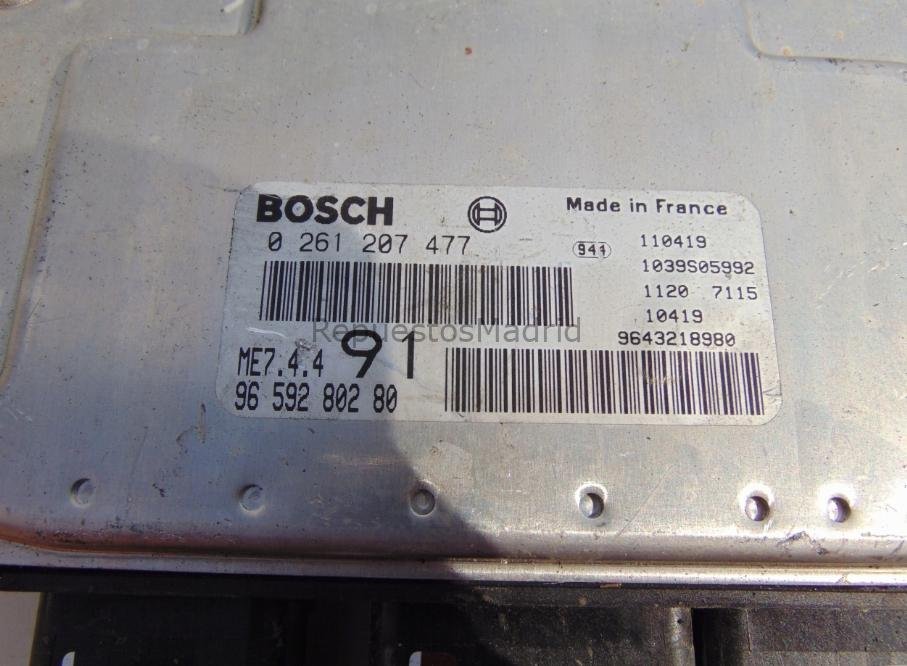 BOSCH
Made in France
0 261 207 477
944
110419
1039S05992
1120 7115
10419
RepuestosMadrid
9643218980
ME7.4.4 91
96 592 802 80